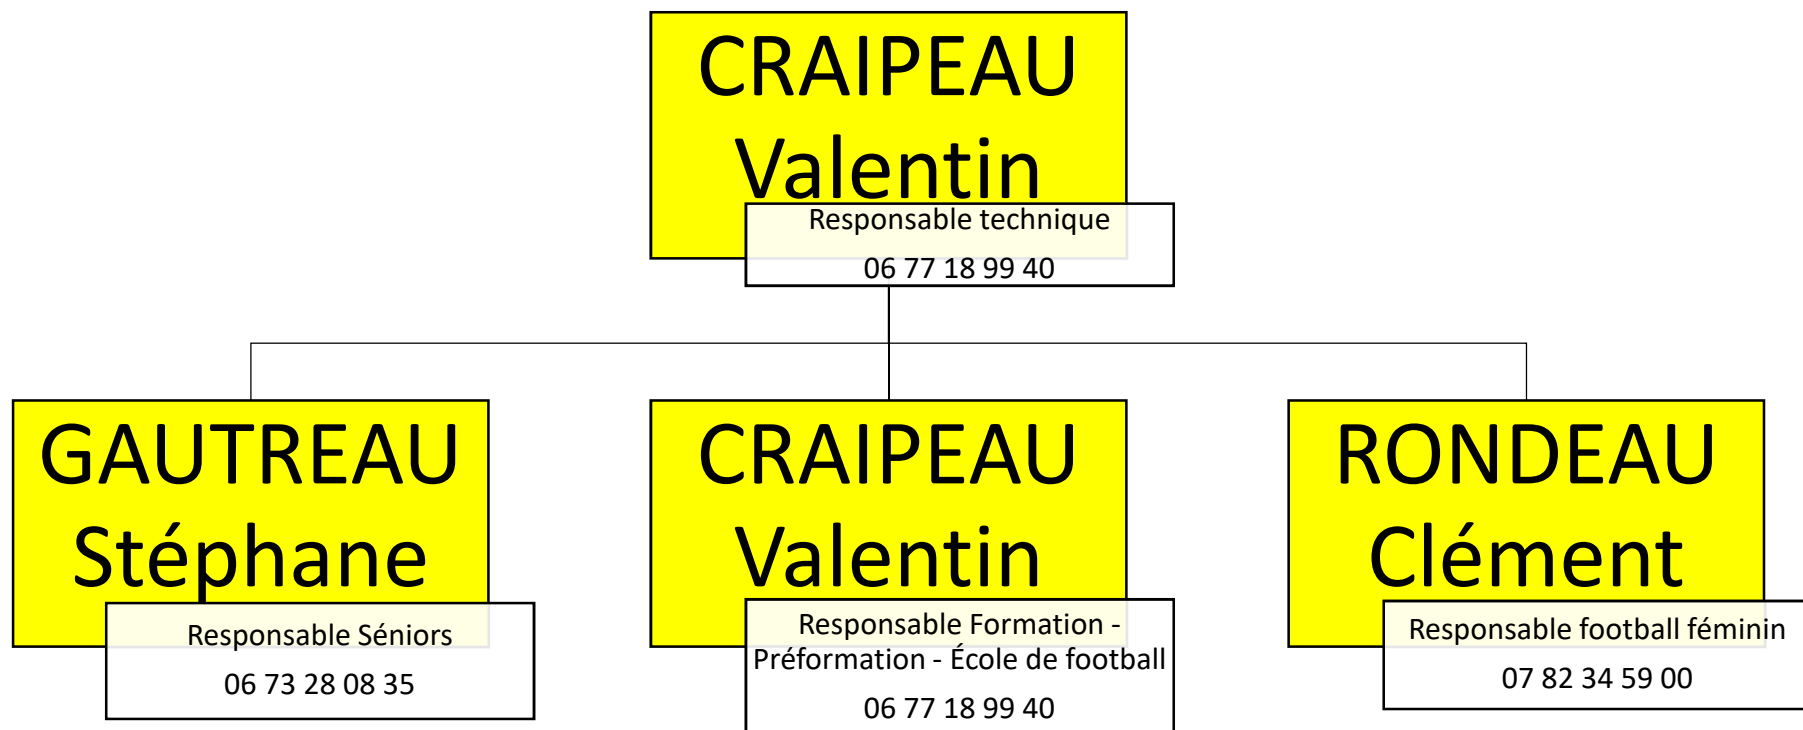 CRAIPEAU
Valentin
Responsable technique
06 77 18 99 40
GAUTREAU
Stéphane
Responsable Séniors
06 73 28 08 35
CRAIPEAU
Valentin
Responsable Formation -
Préformation - École de football
06 77 18 99 40
RONDEAU
Clément
Responsable football féminin
07 82 34 59 00